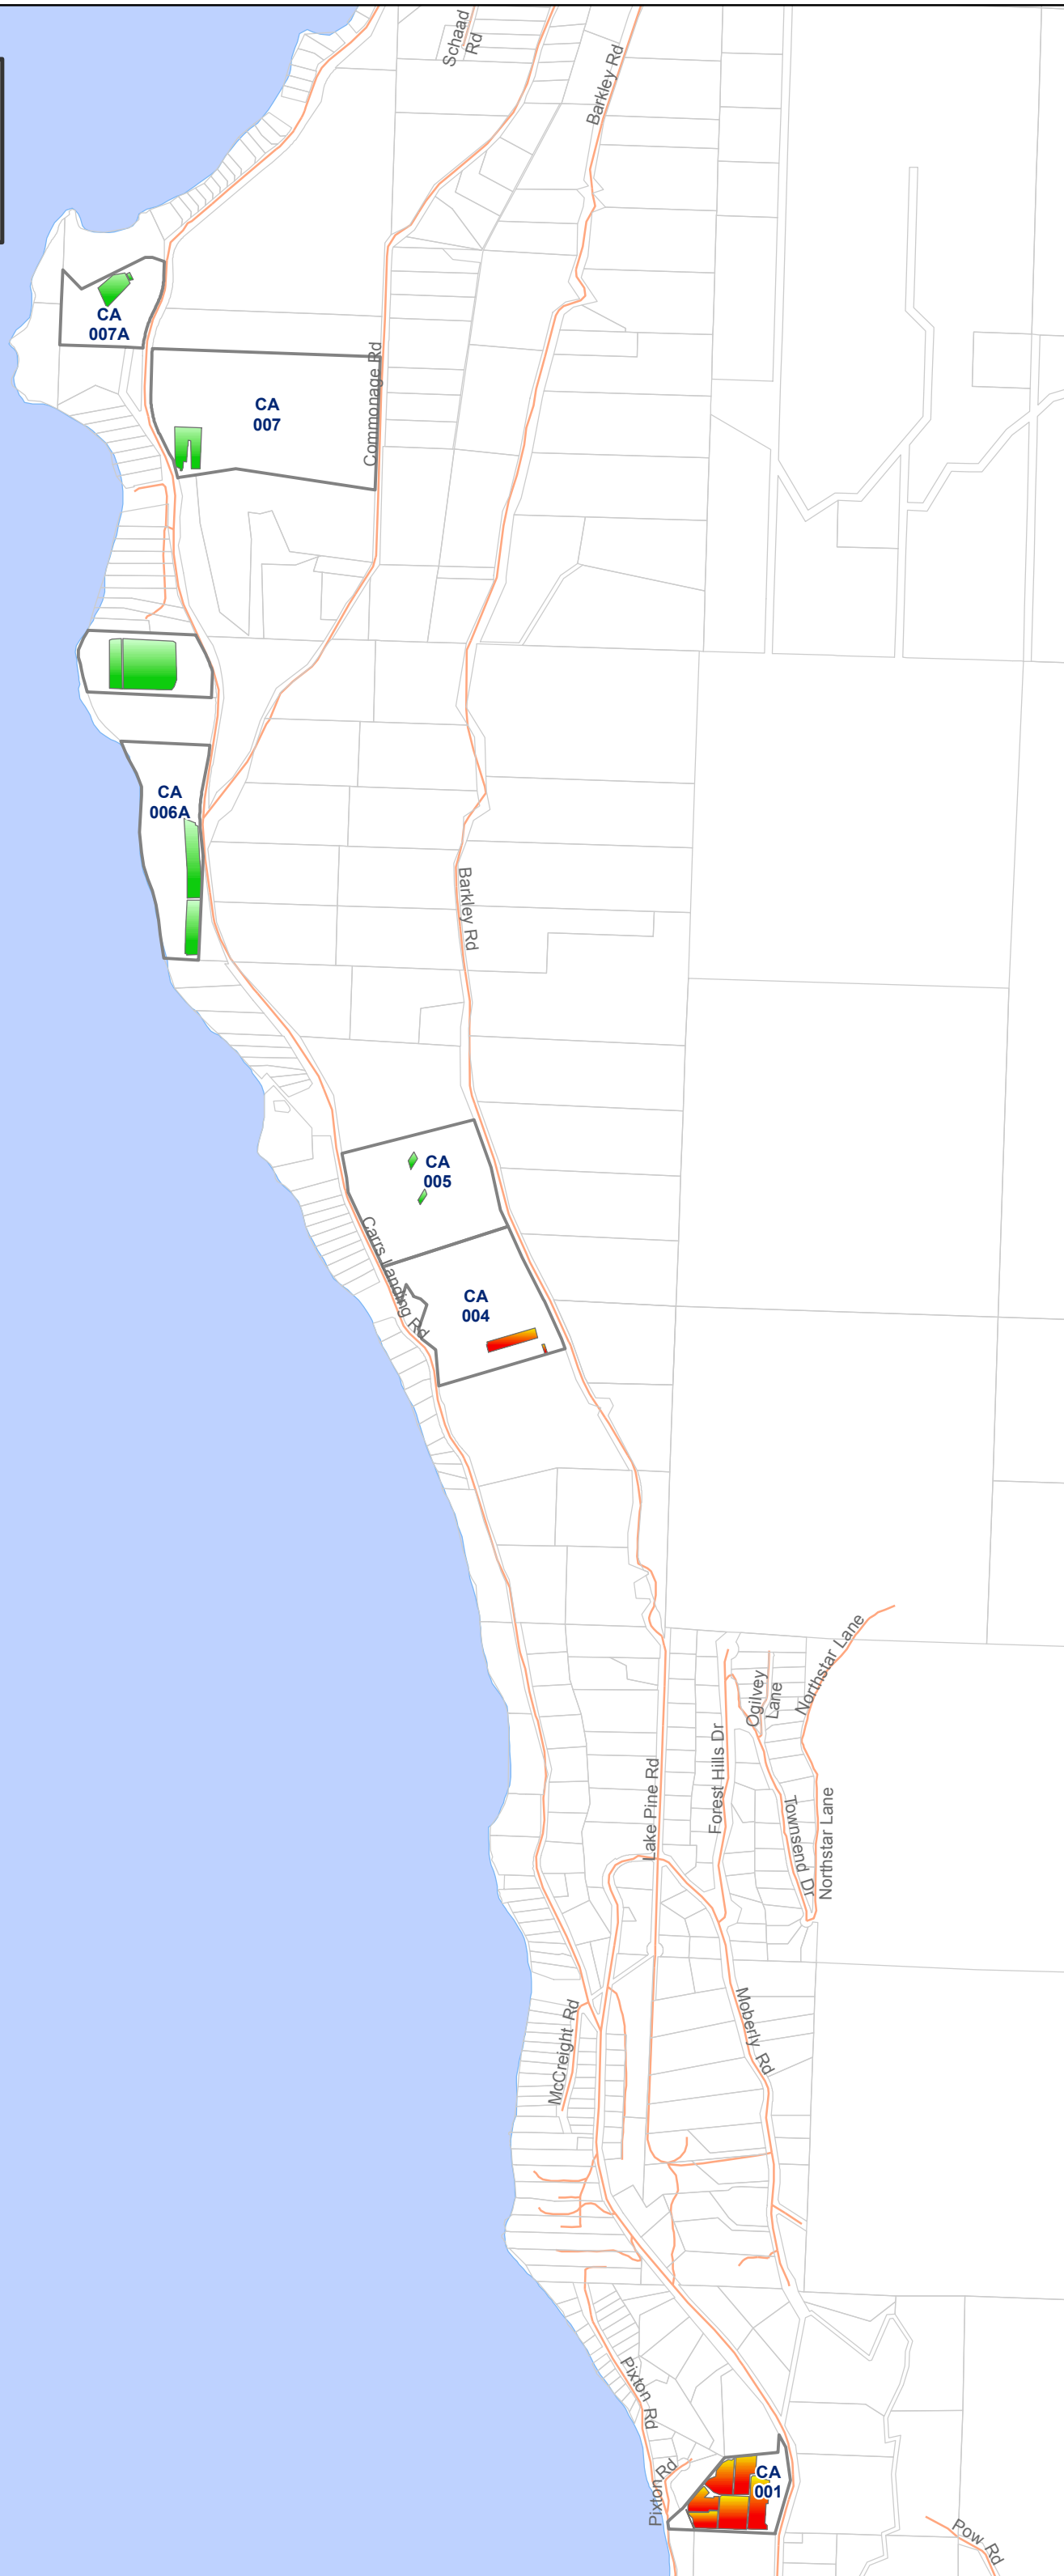 Schaad
Rd
Barkley Rd
CA
007A
Commonage Rd
CA
007
CA
006A
Barkley Rd
CA
005
Carrs Landing Rd
CA
004
Northstar Lane
Ogilvey
Lane
Forest Hills Dr
Lake Pine Rd
Townsend Dr
Northstar Lane
Moberly Rd
McCreight Rd
Pixton Rd
Pixton Rd
CA
001
Pow Rd